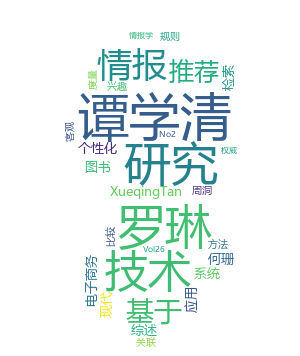 情报学 规则
情报 推荐 检索
度量 兴趣
谭学清
客观 No2
个性化 研究 权威
图书
XueqingTan 周洞
罗琳
比较 Vol26 方法
电子商务 技术 何珊
系统
现代 基于 应用
综述
关联